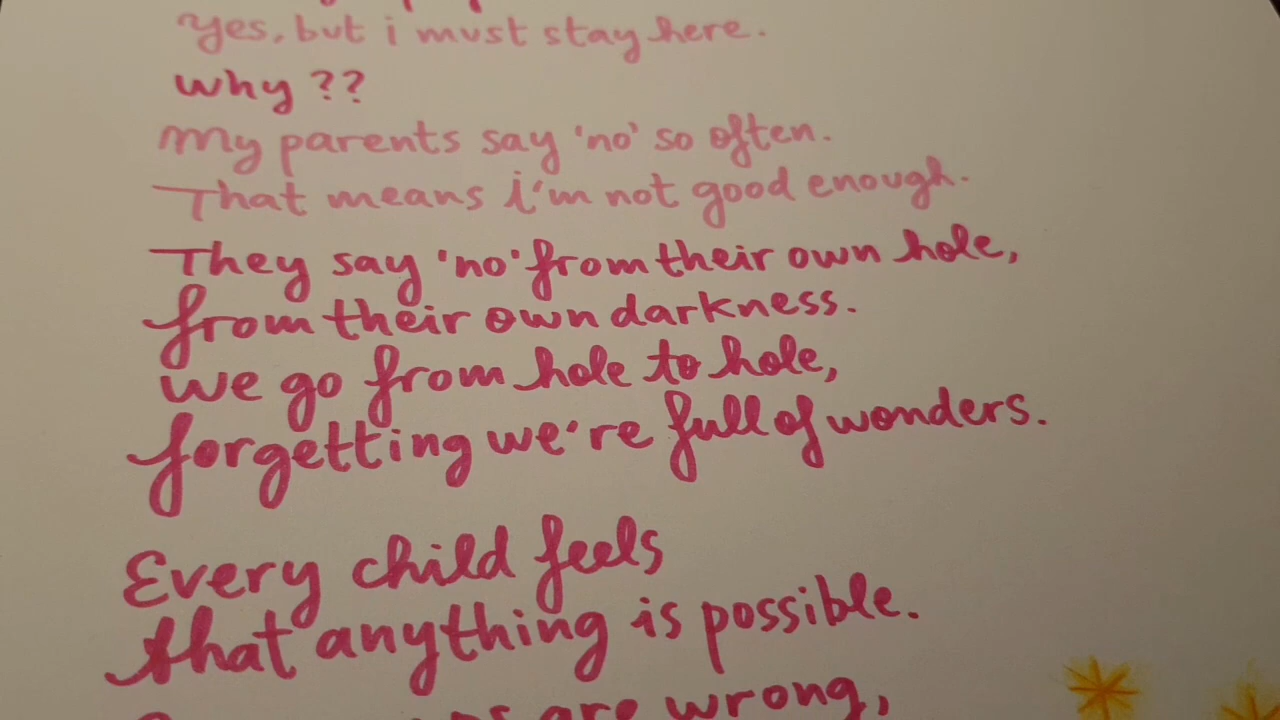 Yes, but i must stay here.
Why ??
My parents say 'no' so often.
That means i'm not good enough.
They say 'no' from their own hole,
from their own darkness.
We go from hole to hole,
forgetting we're full of wonders.
Every child feels
that anything is possible.
are wrong,